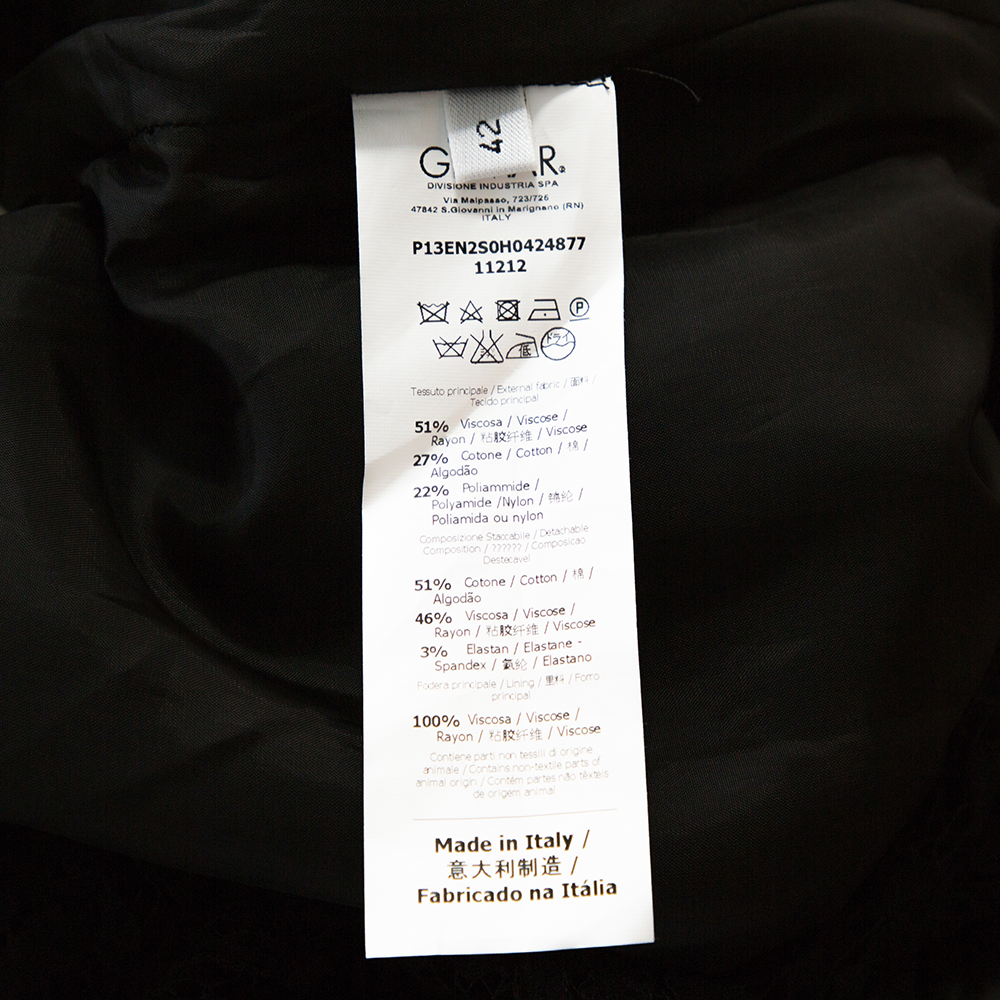 42
DIVISIONE INDUSTRIA SPA
Via Malpasso, 723/725
47842 S.Giovanni in Marignano (RN)
ITALY
P13EN2S0H0424877
11212
P
低 ドライ
Tessuto principale / External fabric / 面料 /
Tecido principal
51% Viscosa / Viscose /
Rayon / 粘胶纤维 / Viscose
27% Cotone / Cotton / 棉 /
Algodão
22% Poliammide /
Polyamide /Nylon / 锦纶 /
Poliamida ou nylon
Composizione Staccabile / Detachable
Composition / ?????? / Composicao
Destecavel
51% Cotone / Cotton / 棉 /
Algodão
46% Viscosa / Viscose /
Rayon / 粘胶纤维 / Viscose
3% Elastan / Elastane -
Spandex / 氨纶 / Elastano
Fodera principale / Lining / 里料 / Forro
principal
100% Viscosa / Viscose /
Rayon / 粘胶纤维 / Viscose
Contiene parti non tessili di origine
animale / Contains non-textile parts of
animal origin / Contém partes não têxteis
de origem animal
Made in Italy /
意大利制造 /
Fabricado na Itália